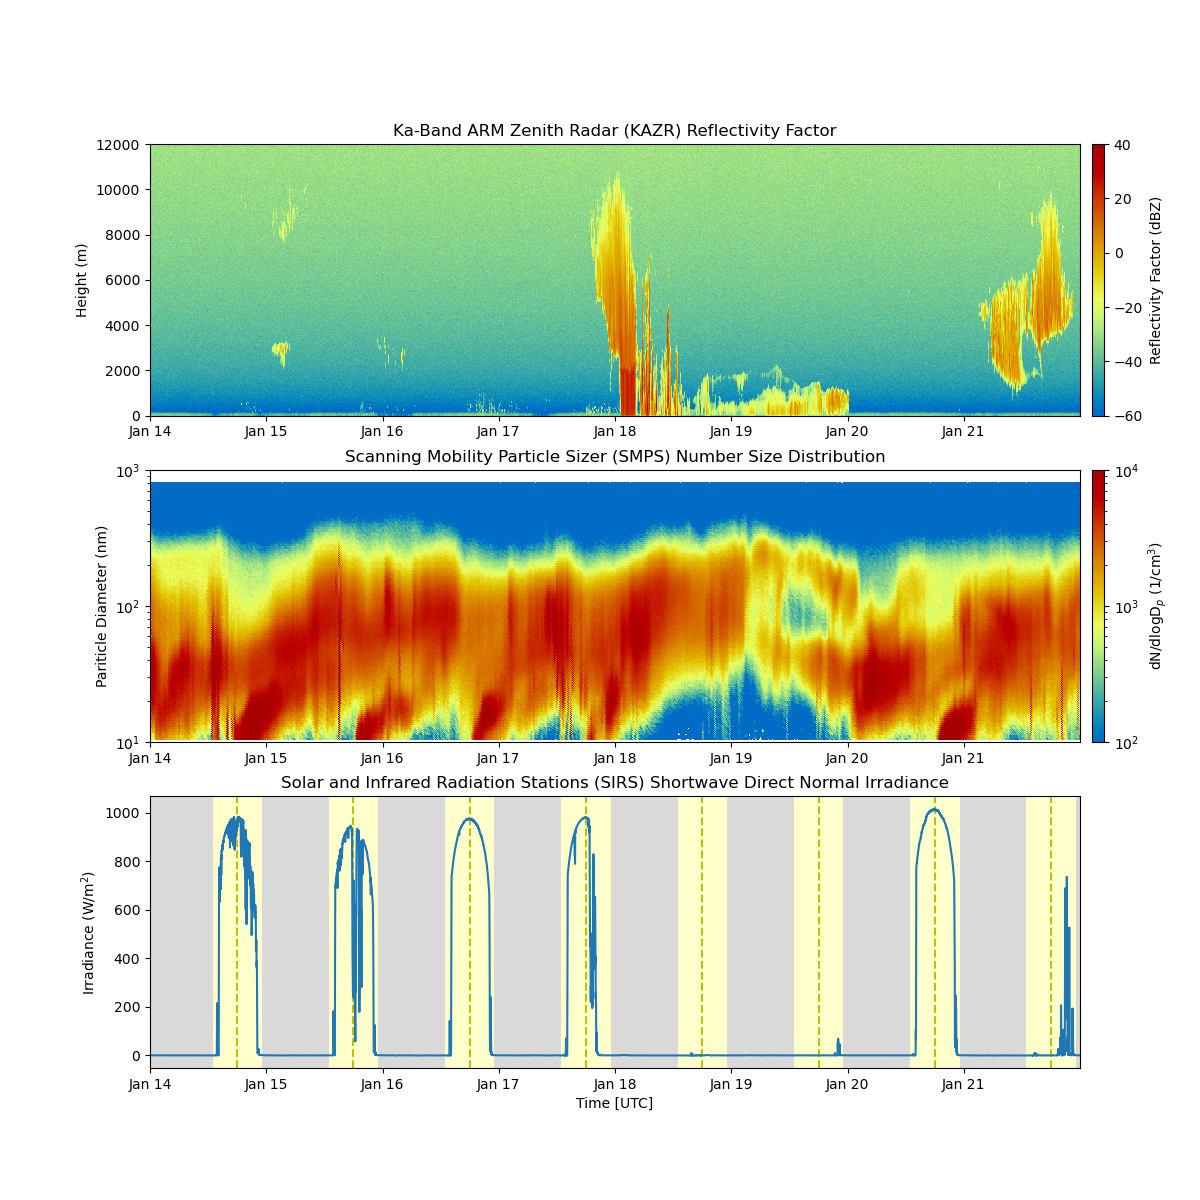 Ka-Band ARM Zenith Radar (KAZR) Reflectivity Factor
12000
10000
8000
6000
4000
2000
0
Height (m)
Jan 14 Jan 15 Jan 16 Jan 17 Jan 18 Jan 19 Jan 20 Jan 21
40
20
0
−20
−40
−60
Reflectivity Factor (dBZ)
Scanning Mobility Particle Sizer (SMPS) Number Size Distribution
10³
10²
10¹
Pariticle Diameter (nm)
Jan 14 Jan 15 Jan 16 Jan 17 Jan 18 Jan 19 Jan 20 Jan 21
10⁴
10³
10²
dN/dlogDₚ (1/cm³)
Solar and Infrared Radiation Stations (SIRS) Shortwave Direct Normal Irradiance
1000
800
600
400
200
0
Irradiance (W/m²)
Jan 14 Jan 15 Jan 16 Jan 17 Jan 18 Jan 19 Jan 20 Jan 21
Time [UTC]